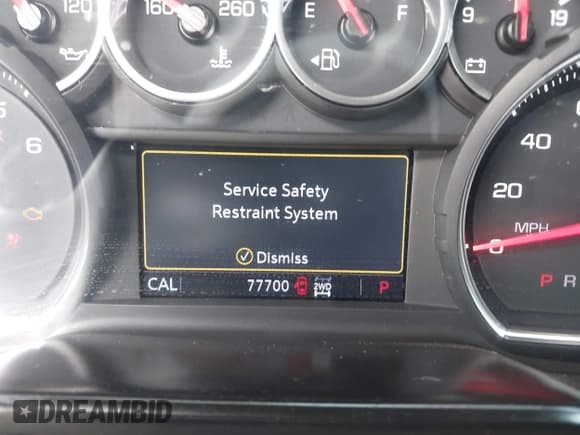 120 160 260 E F 9 19
5
6
Service Safety
Restraint System
Dismiss
CAL 77700 2WD P
40
20
0
MPH
P R
DREAMBID